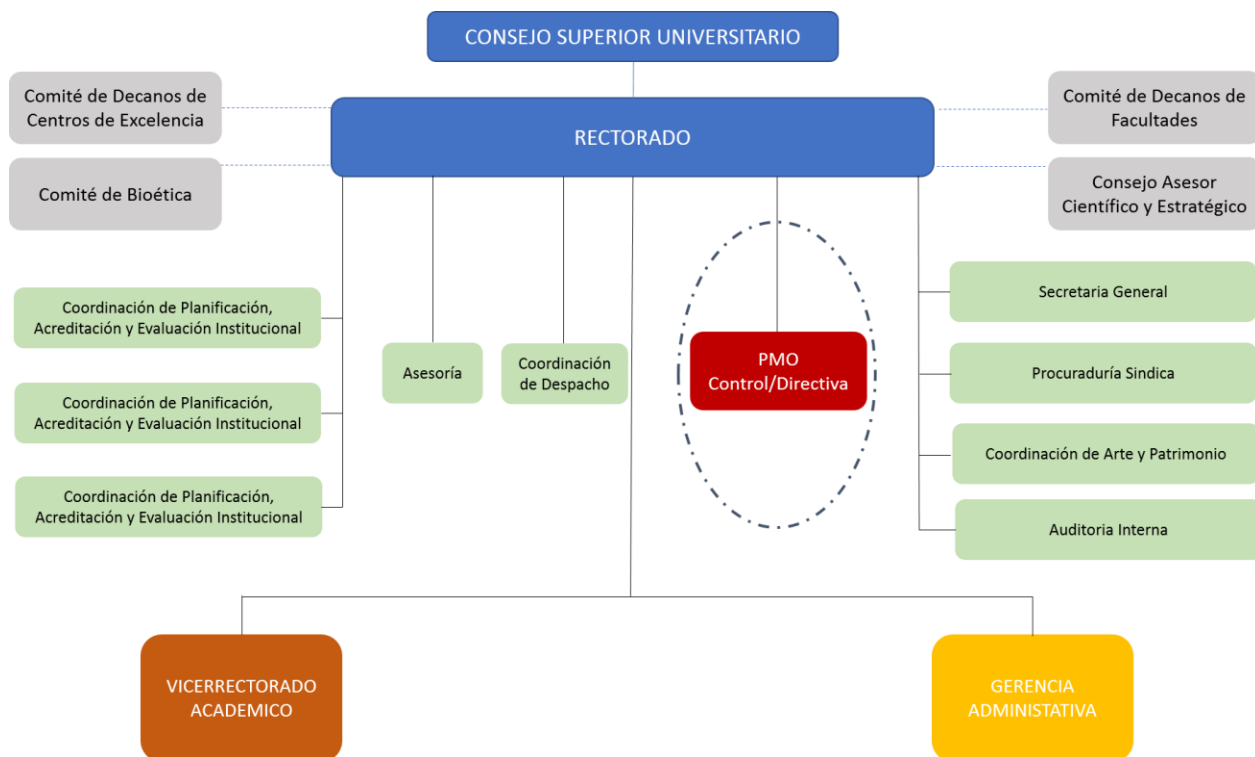 CONSEJO SUPERIOR UNIVERSITARIO
Comité de Decanos de
Centros de Excelencia
Comité de Decanos de
Facultades
RECTORADO
Comité de Bioética
Consejo Asesor
Científico y Estratégico
Coordinación de Planificación,
Acreditación y Evaluación Institucional
Secretaria General
Asesoría
Coordinación
de Despacho
PMO
Control/Directiva
Procuraduría Sindica
Coordinación de Planificación,
Acreditación y Evaluación Institucional
Coordinación de Arte y Patrimonio
Coordinación de Planificación,
Acreditación y Evaluación Institucional
Auditoria Interna
VICERRECTORADO
ACADEMICO
GERENCIA
ADMINISTATIVA